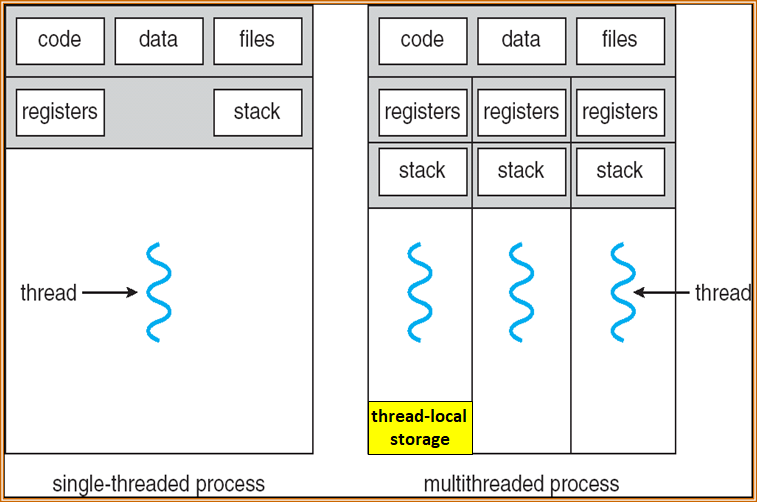 code data files code data files
registers stack registers registers registers
stack stack stack
thread thread
thread-local
storage
single-threaded process multithreaded process